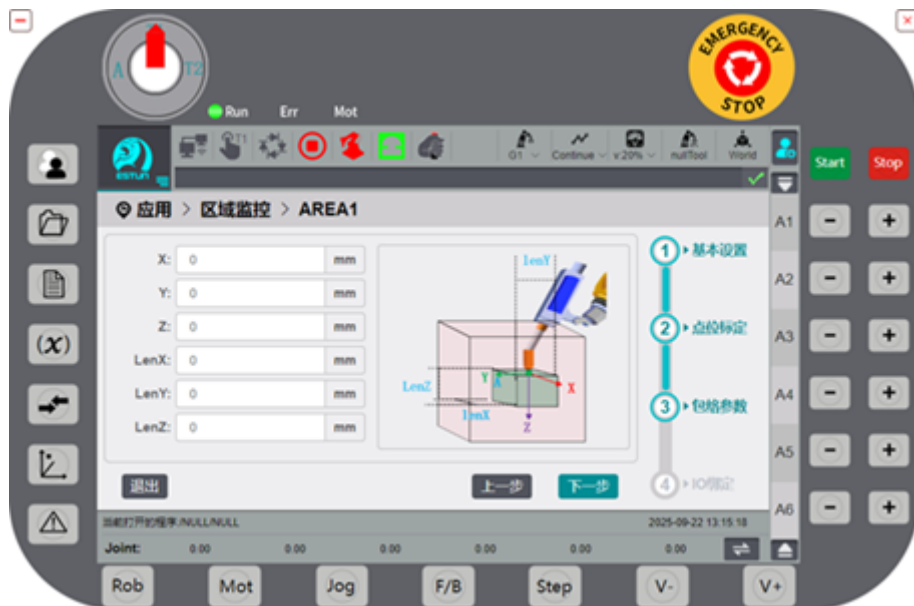 A
T2
EMERGENCY
STOP
Run Err Mot
T1
G1 Continue v:20% nullTool World
ESTUN
Start Stop
应用 > 区域监控 > AREA1
X: 0 mm
Y: 0 mm
Z: 0 mm
LenX: 0 mm
LenY: 0 mm
LenZ: 0 mm
lenY
LenZ
lenX
Y A X
Z
1 基本设置
2 点位标定
3 包络参数
4 IO绑定
A1 - +
A2 - +
A3 - +
A4 - +
A5 - +
A6 - +
(x)
退出 上一步 下一步
当前打开的程序:/NULL/NULL 2025-09-22 13:15:18
Joint: 0.00 0.00 0.00 0.00 0.00 0.00
Rob Mot Jog F/B Step V- V+